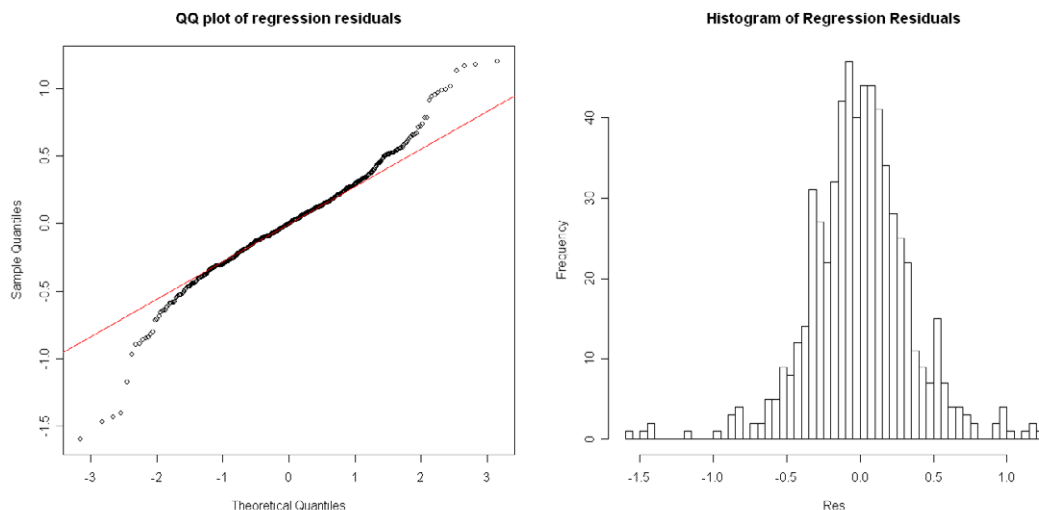 QQ plot of regression residuals
Sample Quantiles
1.0
0.5
0.0
-0.5
-1.0
-1.5
-3 -2 -1 0 1 2 3
Theoretical Quantiles
Histogram of Regression Residuals
Frequency
40
30
20
10
0
-1.5 -1.0 -0.5 0.0 0.5 1.0
Res